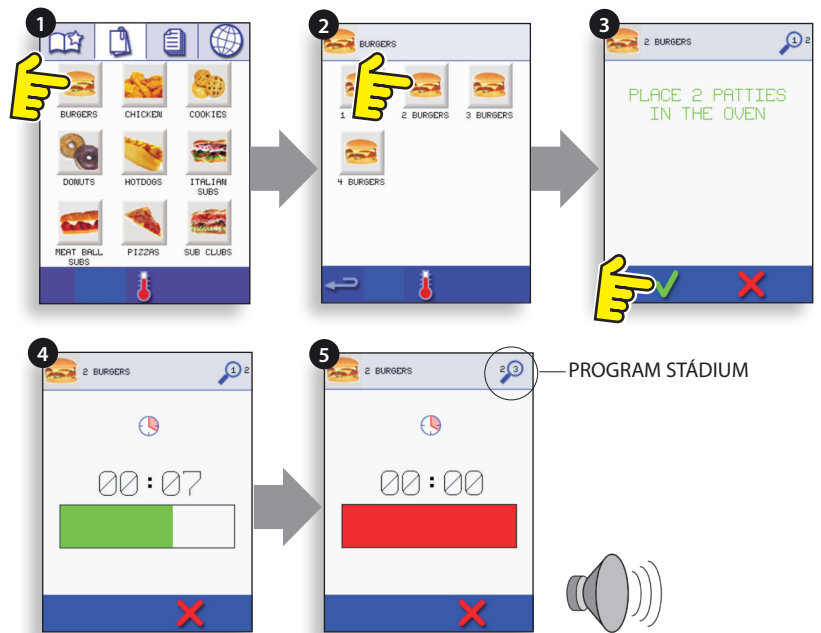 1
BURGERS
CHICKEN
COOKIES
DONUTS
HOTDOGS
ITALIAN
SUBS
MEAT BALL
SUBS
PIZZAS
SUB CLUBS
2
BURGERS
1
2 BURGERS
3 BURGERS
4 BURGERS
3
2 BURGERS
1 2
PLACE 2 PATTIES
IN THE OVEN
4
2 BURGERS
1 2
00:07
5
2 BURGERS
2 3
PROGRAM STÁDIUM
00:00